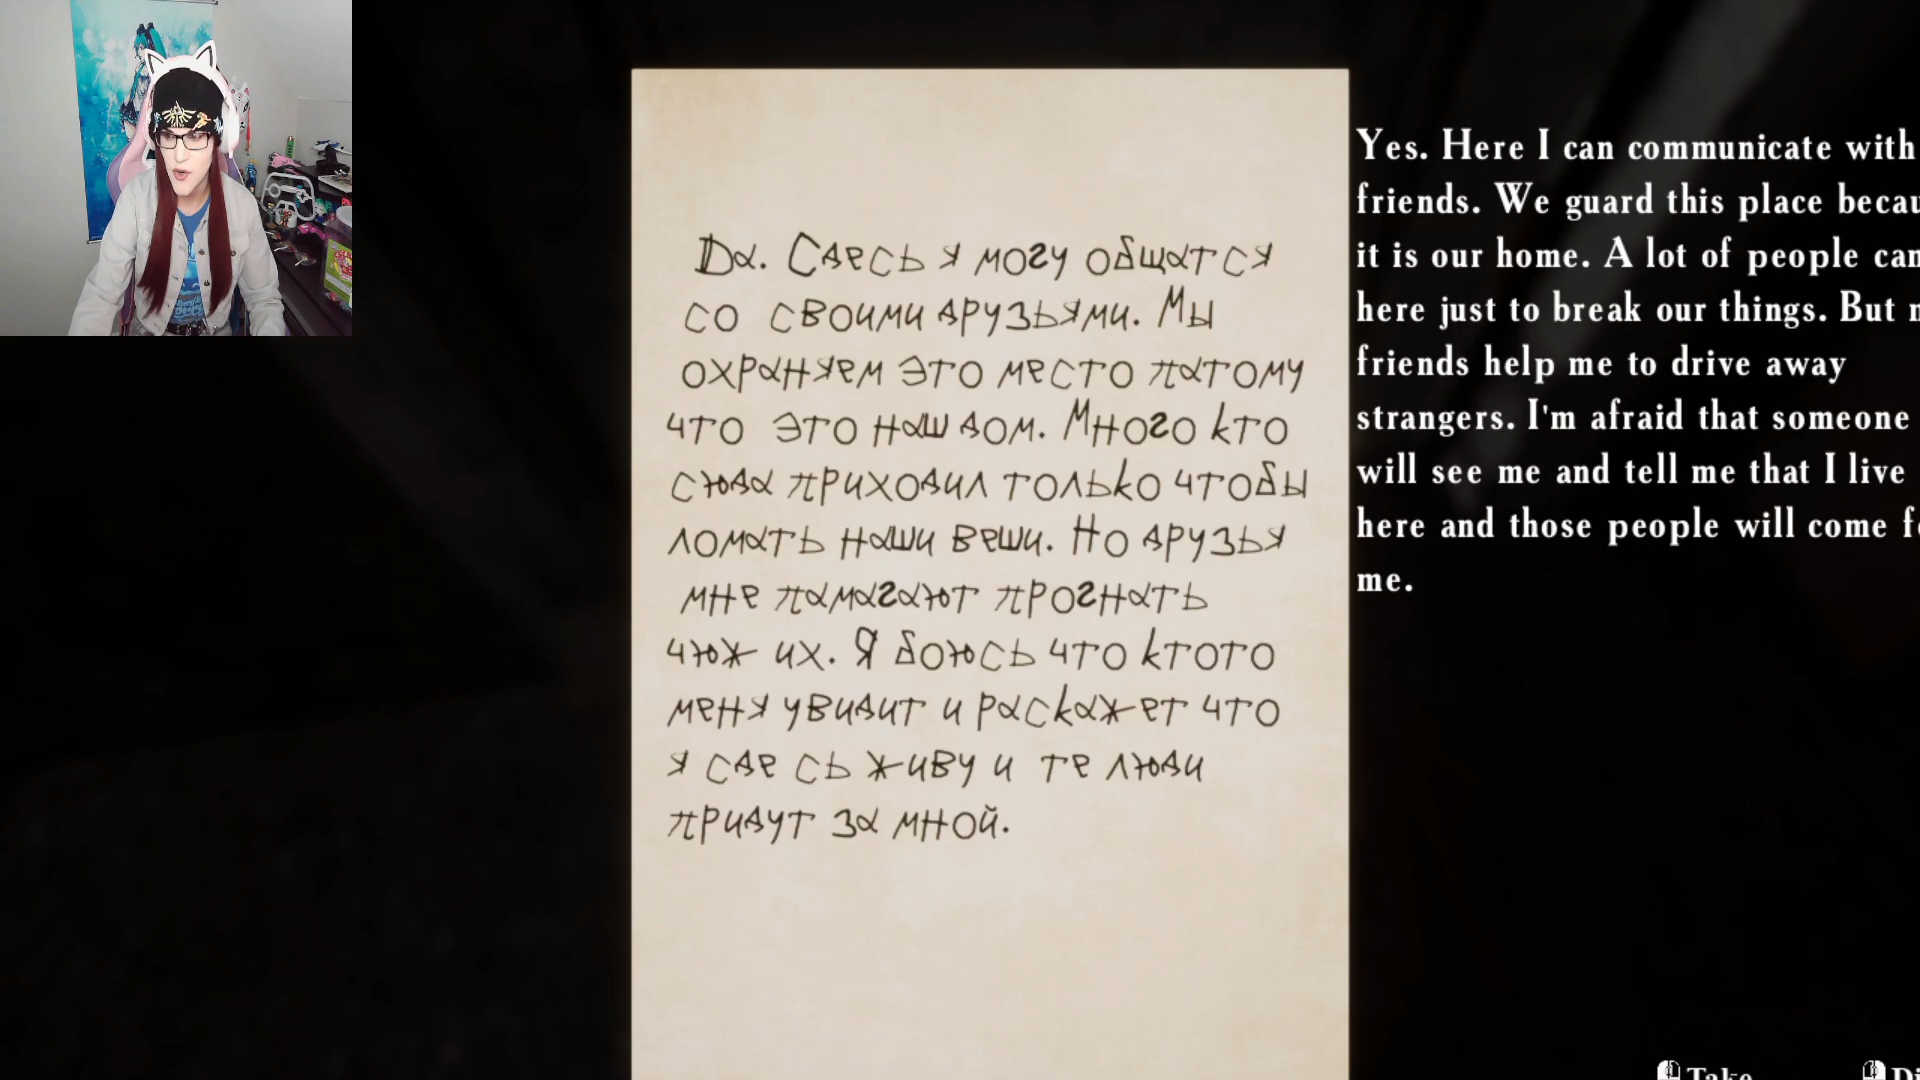 Да. Сдесь я могу общатся
со своими друзьями. Мы
охраняем это место патому
что это наш дом. Много кто
сюда приходил только чтобы
ломать наши веши. Но друзья
мне памагают прогнать
чюж их. Я боюсь что ктото
меня увидит и раскажет что
я сде сь живу и те люди
придут за мной.
Yes. Here I can communicate with
friends. We guard this place becau
it is our home. A lot of people cam
here just to break our things. But m
friends help me to drive away
strangers. I'm afraid that someone
will see me and tell me that I live
here and those people will come fo
me.
Take Di